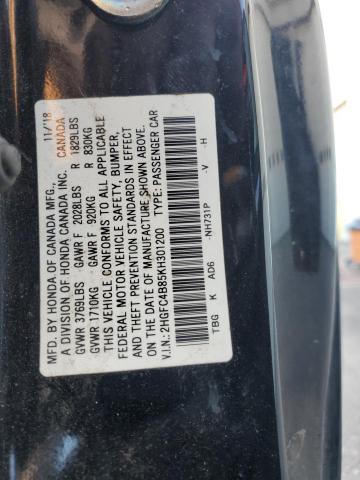 MFD. BY HONDA OF CANADA MFG., 11/'18
A DIVISION OF HONDA CANADA INC. CANADA
GVWR 3769LBS GAWR F 2028LBS R 1829LBS
GVWR 1710KG GAWR F 920KG R 830KG
THIS VEHICLE CONFORMS TO ALL APPLICABLE
FEDERAL MOTOR VEHICLE SAFETY, BUMPER,
AND THEFT PREVENTION STANDARDS IN EFFECT
ON THE DATE OF MANUFACTURE SHOWN ABOVE.
V.I.N.: 2HGFC4B85KH301200 TYPE: PASSENGER CAR
TBG K AD6 -NH731P -V -H